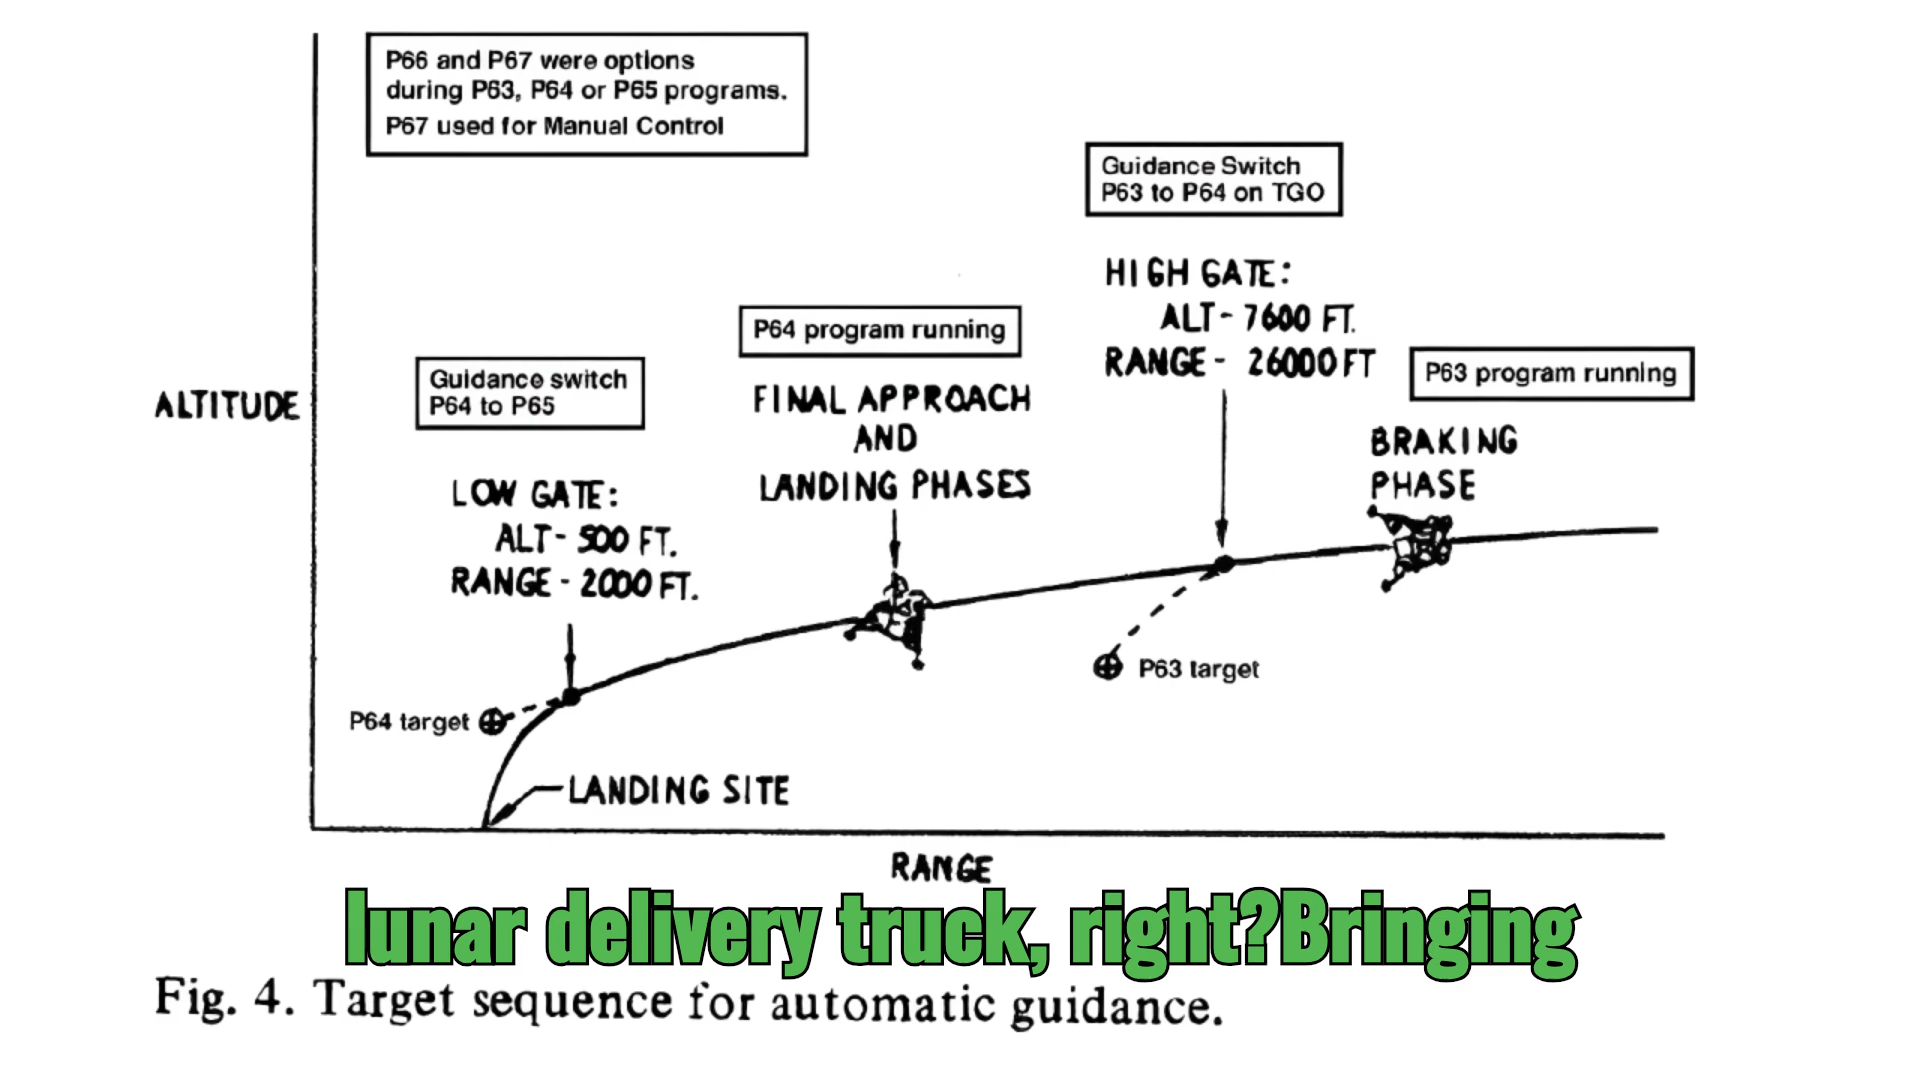 P66 and P67 were options
during P63, P64 or P65 programs.
P67 used for Manual Control
Guidance Switch
P63 to P64 on TGO
HIGH GATE:
ALT - 7600 FT.
RANGE - 26000 FT
P64 program running
P63 program running
Guidance switch
P64 to P65
ALTITUDE
FINAL APPROACH
AND
LANDING PHASES
BRAKING
PHASE
LOW GATE:
ALT - 500 FT.
RANGE - 2000 FT.
P63 target
P64 target
LANDING SITE
RANGE
lunar delivery truck, right?Bringing
Fig. 4. Target sequence for automatic guidance.